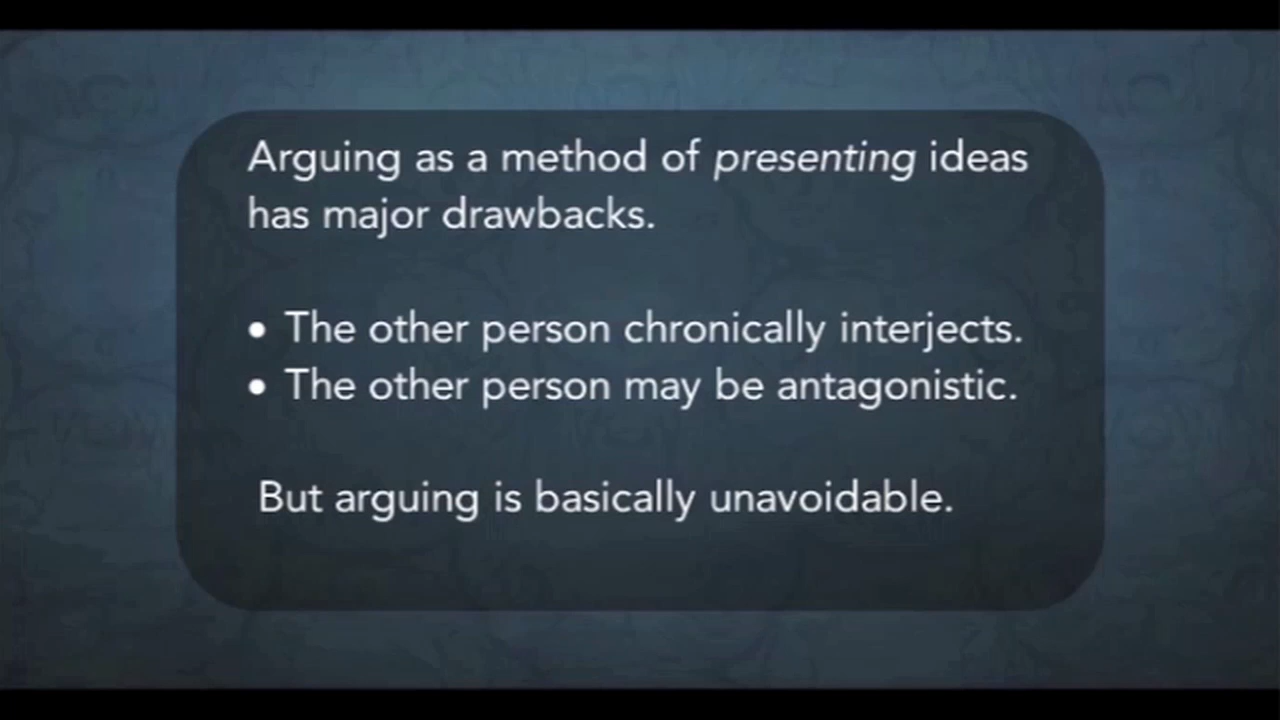 Arguing as a method of presenting ideas
has major drawbacks.
• The other person chronically interjects.
• The other person may be antagonistic.
But arguing is basically unavoidable.